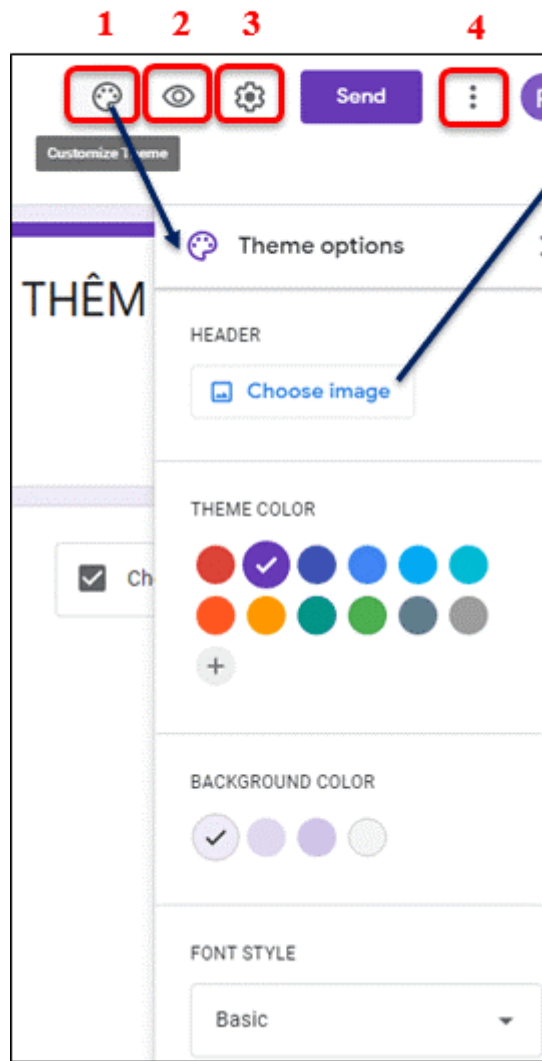 1 2 3 4
Send
Customize Theme
Theme options
THÊM
HEADER
Choose image
THEME COLOR
Ch
BACKGROUND COLOR
FONT STYLE
Basic